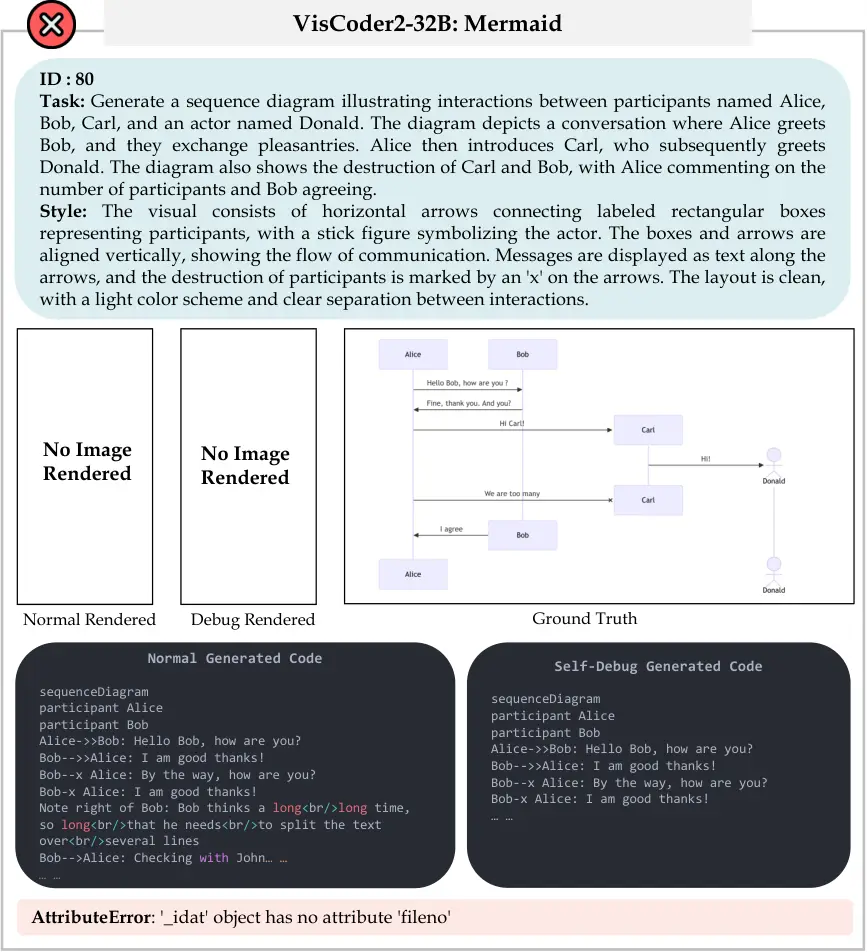 VisCoder2-32B: Mermaid
ID : 80
Task: Generate a sequence diagram illustrating interactions between participants named Alice,
Bob, Carl, and an actor named Donald. The diagram depicts a conversation where Alice greets
Bob, and they exchange pleasantries. Alice then introduces Carl, who subsequently greets
Donald. The diagram also shows the destruction of Carl and Bob, with Alice commenting on the
number of participants and Bob agreeing.
Style: The visual consists of horizontal arrows connecting labeled rectangular boxes
representing participants, with a stick figure symbolizing the actor. The boxes and arrows are
aligned vertically, showing the flow of communication. Messages are displayed as text along the
arrows, and the destruction of participants is marked by an 'x' on the arrows. The layout is clean,
with a light color scheme and clear separation between interactions.
No Image
Rendered
Normal Rendered
No Image
Rendered
Debug Rendered
Alice
Bob
Hello Bob, how are you ?
Fine, thank you. And you?
Hi Carl!
Carl
Hi!
Donald
We are too many
Carl
I agree
Bob
Alice
Donald
Ground Truth
Normal Generated Code
sequenceDiagram
participant Alice
participant Bob
Alice->>Bob: Hello Bob, how are you?
Bob-->>Alice: I am good thanks!
Bob--x Alice: By the way, how are you?
Bob-x Alice: I am good thanks!
Note right of Bob: Bob thinks a long<br/>long time,
so long<br/>that he needs<br/>to split the text
over<br/>several lines
Bob-->Alice: Checking with John… …
… …
Self-Debug Generated Code
sequenceDiagram
participant Alice
participant Bob
Alice->>Bob: Hello Bob, how are you?
Bob-->>Alice: I am good thanks!
Bob--x Alice: By the way, how are you?
Bob-x Alice: I am good thanks!
… …
AttributeError: '_idat' object has no attribute 'fileno'